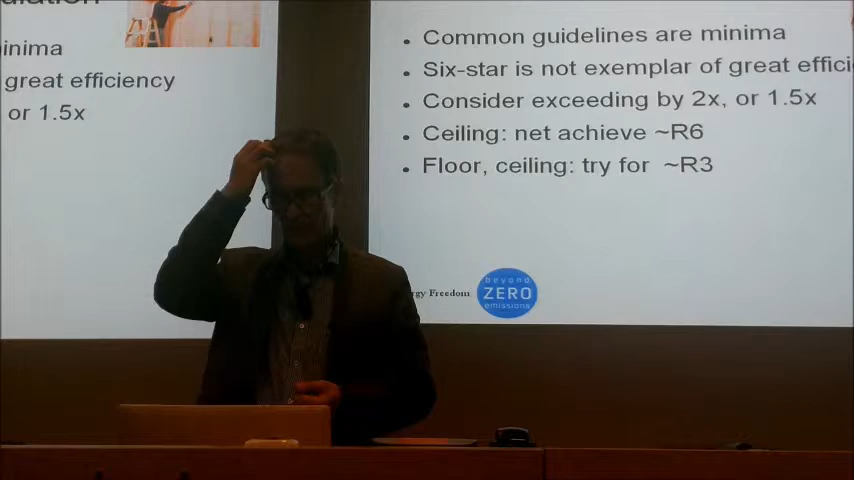 inima
great efficiency
or 1.5x
Common guidelines are minima
Six-star is not exemplar of great effici
Consider exceeding by 2x, or 1.5x
Ceiling: net achieve ~R6
Floor, ceiling: try for ~R3
rgy Freedom
beyond
ZERO
emissions